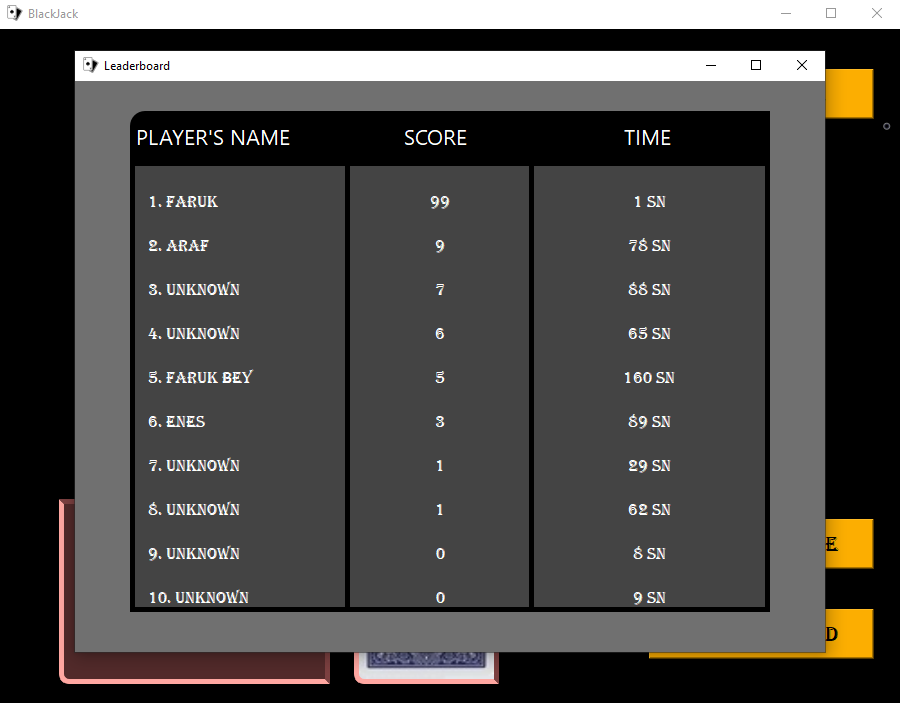 BlackJack
Leaderboard
PLAYER'S NAME SCORE TIME
1. FARUK 99 1 SN
2. ARAF 9 78 SN
3. UNKNOWN 7 88 SN
4. UNKNOWN 6 65 SN
5. FARUK BEY 5 160 SN
6. ENES 3 89 SN
7. UNKNOWN 1 29 SN
8. UNKNOWN 1 62 SN
9. UNKNOWN 0 8 SN
10. UNKNOWN 0 9 SN
E
D